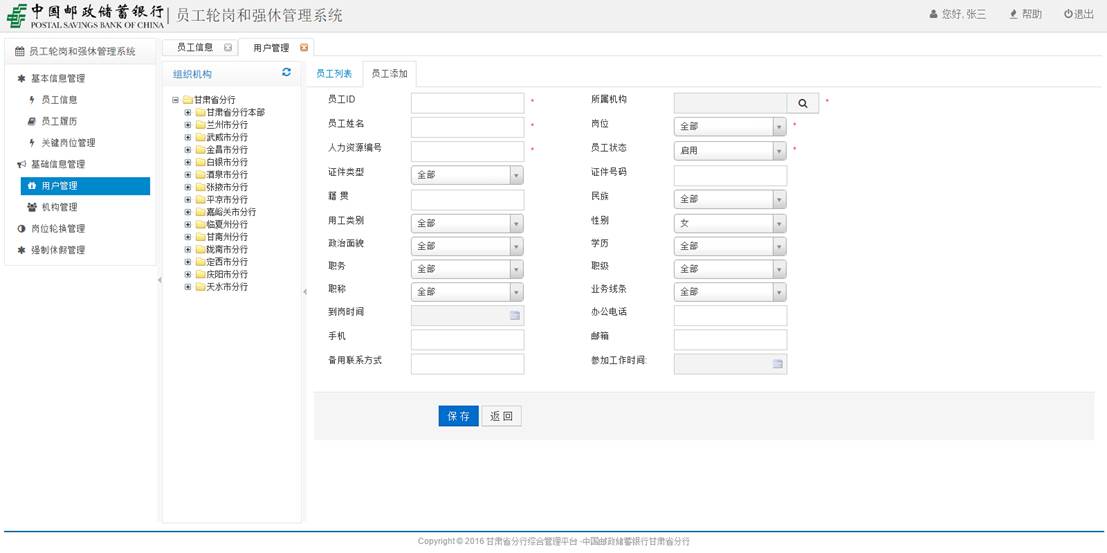 中国邮政储蓄银行 | 员工轮岗和强休管理系统
POSTAL SAVINGS BANK OF CHINA
您好, 张三 帮助 退出
员工轮岗和强休管理系统
基本信息管理
员工信息
员工履历
关键岗位管理
基础信息管理
用户管理
机构管理
岗位轮换管理
强制休假管理
员工信息 用户管理
组织机构
甘肃省分行
甘肃省分行本部
兰州市分行
武威市分行
金昌市分行
白银市分行
酒泉市分行
张掖市分行
平凉市分行
嘉峪关市分行
临夏州分行
甘南州分行
陇南市分行
定西市分行
庆阳市分行
天水市分行
员工列表 员工添加
员工ID * 所属机构 *
员工姓名 * 岗位 全部 *
人力资源编号 * 员工状态 启用 *
证件类型 全部 证件号码
籍 贯 民族 全部
用工类别 全部 性别 女
政治面貌 全部 学历 全部
职务 全部 职级 全部
职称 全部 业务线条 全部
到岗时间 办公电话
手机 邮箱
备用联系方式 参加工作时间:
保 存 返 回
Copyright © 2016 甘肃省分行综合管理平台 -中国邮政储蓄银行甘肃省分行